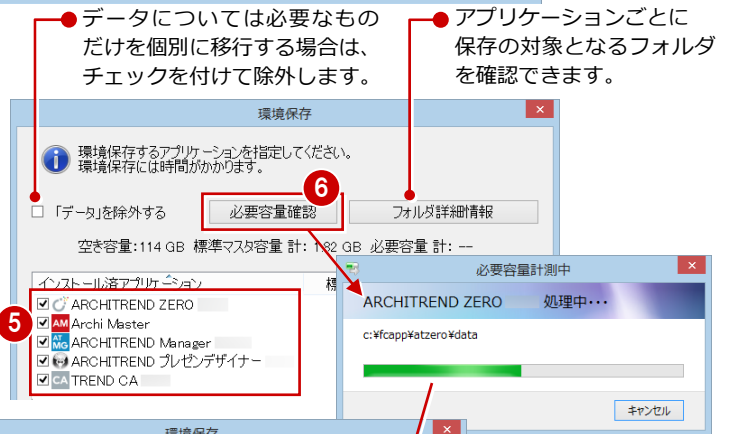 データについては必要なもの
だけを個別に移行する場合は、
チェックを付けて除外します。
アプリケーションごとに
保存の対象となるフォルダ
を確認できます。
環境保存
環境保存するアプリケーションを指定してください。
環境保存には時間がかかります。
6
「データ」を除外する
必要容量確認
フォルダ詳細情報
空き容量:114 GB 標準マスタ容量 計: 1.82 GB 必要容量 計: --
インストール済アプリケーション
標
5
ARCHITREND ZERO
AM Archi Master
AT MG ARCHITREND Manager
ARCHITREND プレゼンデザイナー
CA TREND CA
必要容量計測中
ARCHITREND ZERO 処理中・・・
c:¥fcapp¥atzero¥data
キャンセル
環境保存